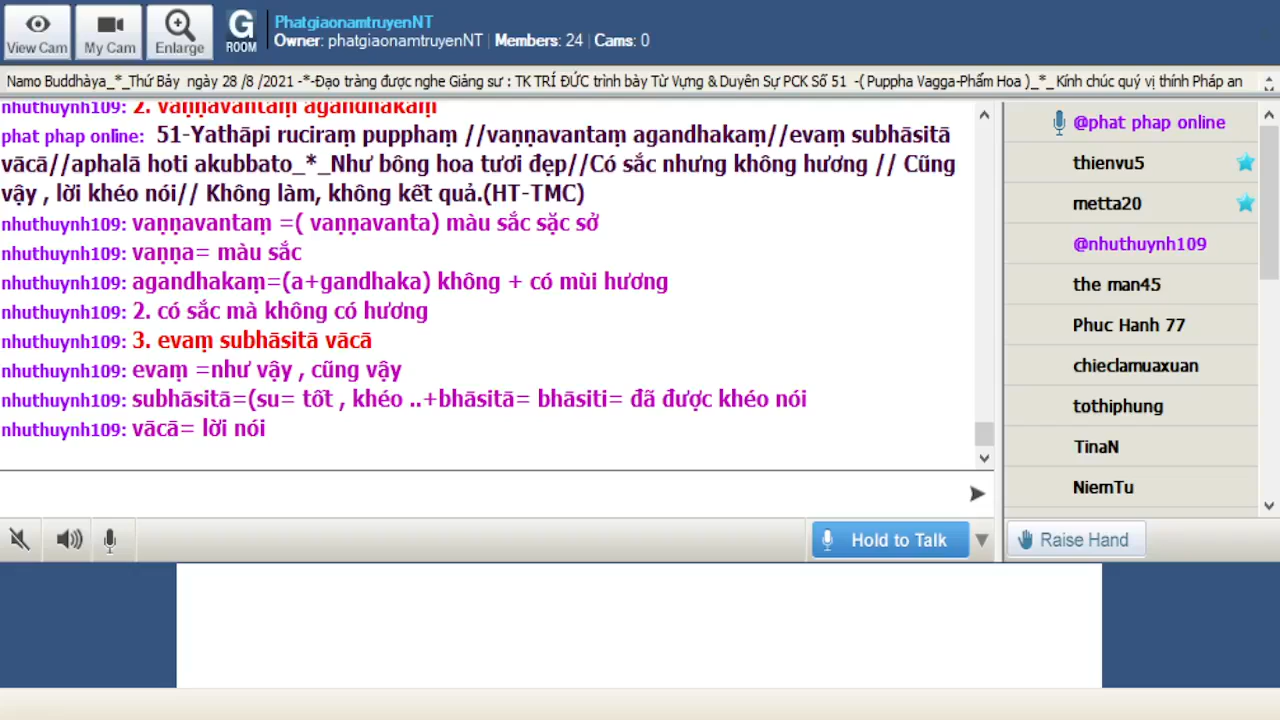 View Cam
My Cam
Enlarge
G
ROOM
PhatgiaonamtruyenNT
Owner: phatgiaonamtruyenNT | Members: 24 | Cams: 0
Namo Buddhàya_*_Thứ Bảy ngày 28 /8 /2021 -*-Đạo tràng được nghe Giảng sư : TK TRÍ ĐỨC trình bày Từ Vựng & Duyên Sự PCK Số 51 -( Puppha Vagga-Phẩm Hoa )_*_ Kính chúc quý vị thính Pháp an
nhuthuynh109: 2. vaṇṇavantaṃ agandhakaṃ
phat phap online: 51-Yathāpi ruciraṃ pupphaṃ //vaṇṇavantaṃ agandhakaṃ//evaṃ subhāsitā
vācā//aphalā hoti akubbato_*_Như bông hoa tươi đẹp//Có sắc nhưng không hương // Cũng
vậy , lời khéo nói// Không làm, không kết quả.(HT-TMC)
nhuthuynh109: vaṇṇavantaṃ =( vaṇṇavanta) màu sắc sặc sở
nhuthuynh109: vaṇṇa= màu sắc
nhuthuynh109: agandhakaṃ=(a+gandhaka) không + có mùi hương
nhuthuynh109: 2. có sắc mà không có hương
nhuthuynh109: 3. evaṃ subhāsitā vācā
nhuthuynh109: evaṃ =như vậy , cũng vậy
nhuthuynh109: subhāsitā=(su= tốt , khéo ..+bhāsitā= bhāsiti= đã được khéo nói
nhuthuynh109: vācā= lời nói
@phat phap online
thienvu5
metta20
@nhuthuynh109
the man45
Phuc Hanh 77
chieclamuaxuan
tothiphung
TinaN
NiemTu
Hold to Talk
Raise Hand